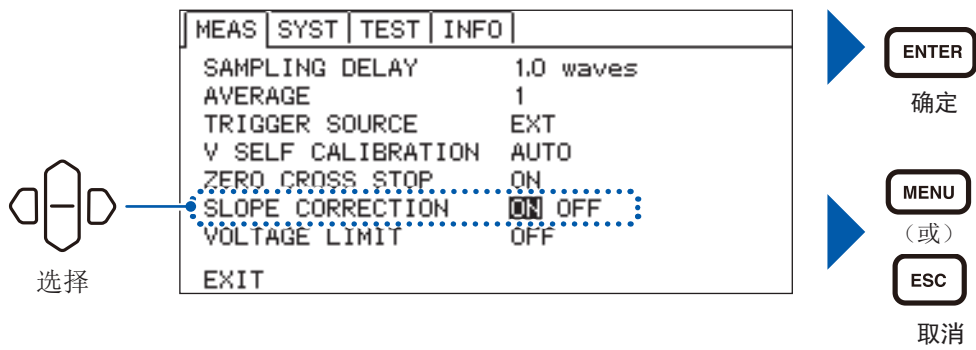 MEAS SYST TEST INFO
SAMPLING DELAY 1.0 waves
AVERAGE 1
TRIGGER SOURCE EXT
V SELF CALIBRATION AUTO
ZERO CROSS STOP ON
SLOPE CORRECTION ON OFF
VOLTAGE LIMIT OFF
EXIT
选择
ENTER
确定
MENU
（或）
ESC
取消